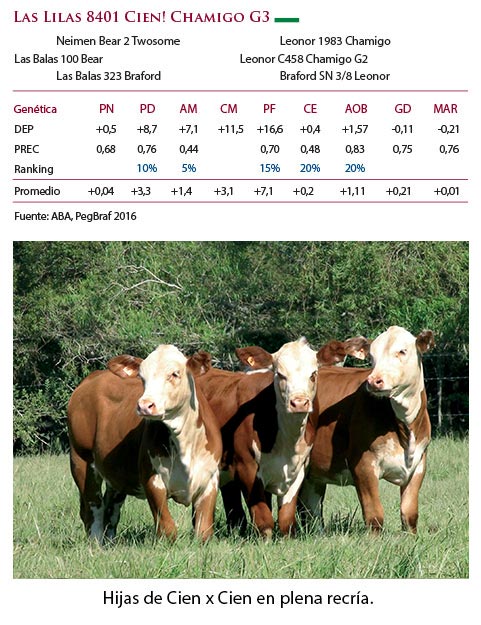 Las Lilas 8401 Cien! Chamigo G3
Neimen Bear 2 Twosome Leonor 1983 Chamigo
Las Balas 100 Bear Leonor C458 Chamigo G2
Las Balas 323 Braford Braford SN 3/8 Leonor
Genética PN PD AM CM PF CE AOB GD MAR
DEP +0,5 +8,7 +7,1 +11,5 +16,6 +0,4 +1,57 -0,11 -0,21
PREC 0,68 0,76 0,44 0,70 0,48 0,83 0,75 0,76
Ranking 10% 5% 15% 20% 20%
Promedio +0,04 +3,3 +1,4 +3,1 +7,1 +0,2 +1,11 +0,21 +0,01
Fuente: ABA, PegBraf 2016
Hijas de Cien x Cien en plena recría.